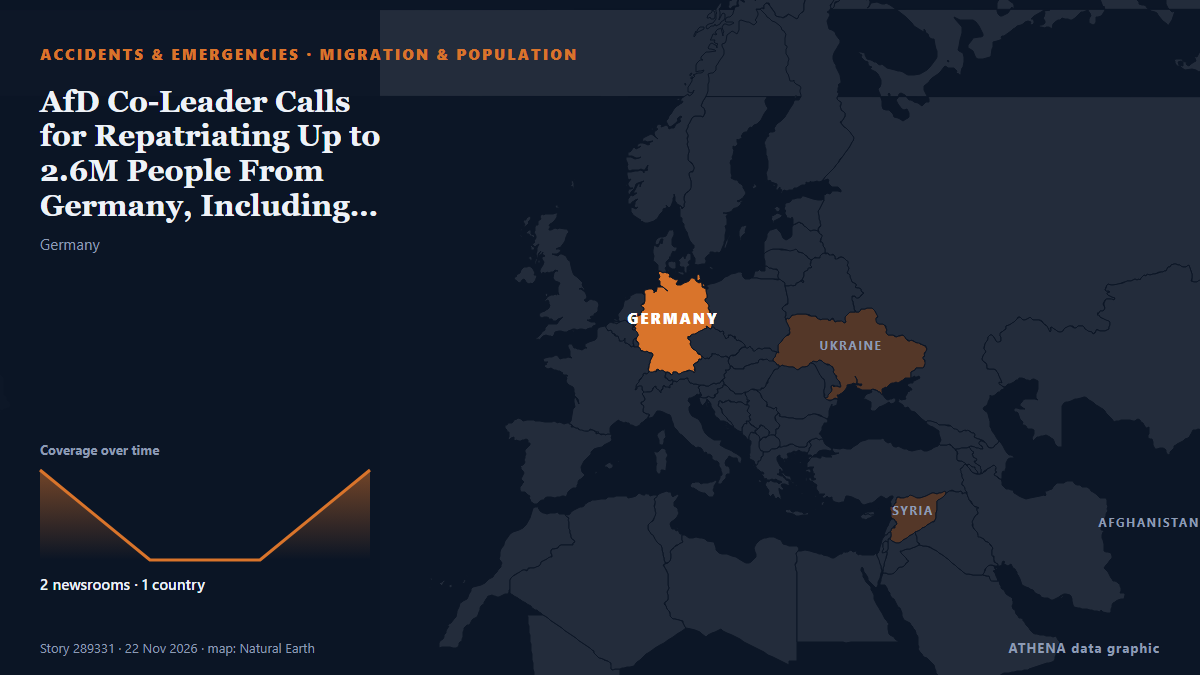 ACCIDENTS & EMERGENCIES · MIGRATION & POPULATION
AfD Co-Leader Calls
for Repatriating Up to
2.6M People From
Germany, Including...
Germany
GERMANY
UKRAINE
SYRIA
AFGHANISTAN
Coverage over time
2 newsrooms · 1 country
Story 289331 · 22 Nov 2026 · map: Natural Earth
ATHENA data graphic